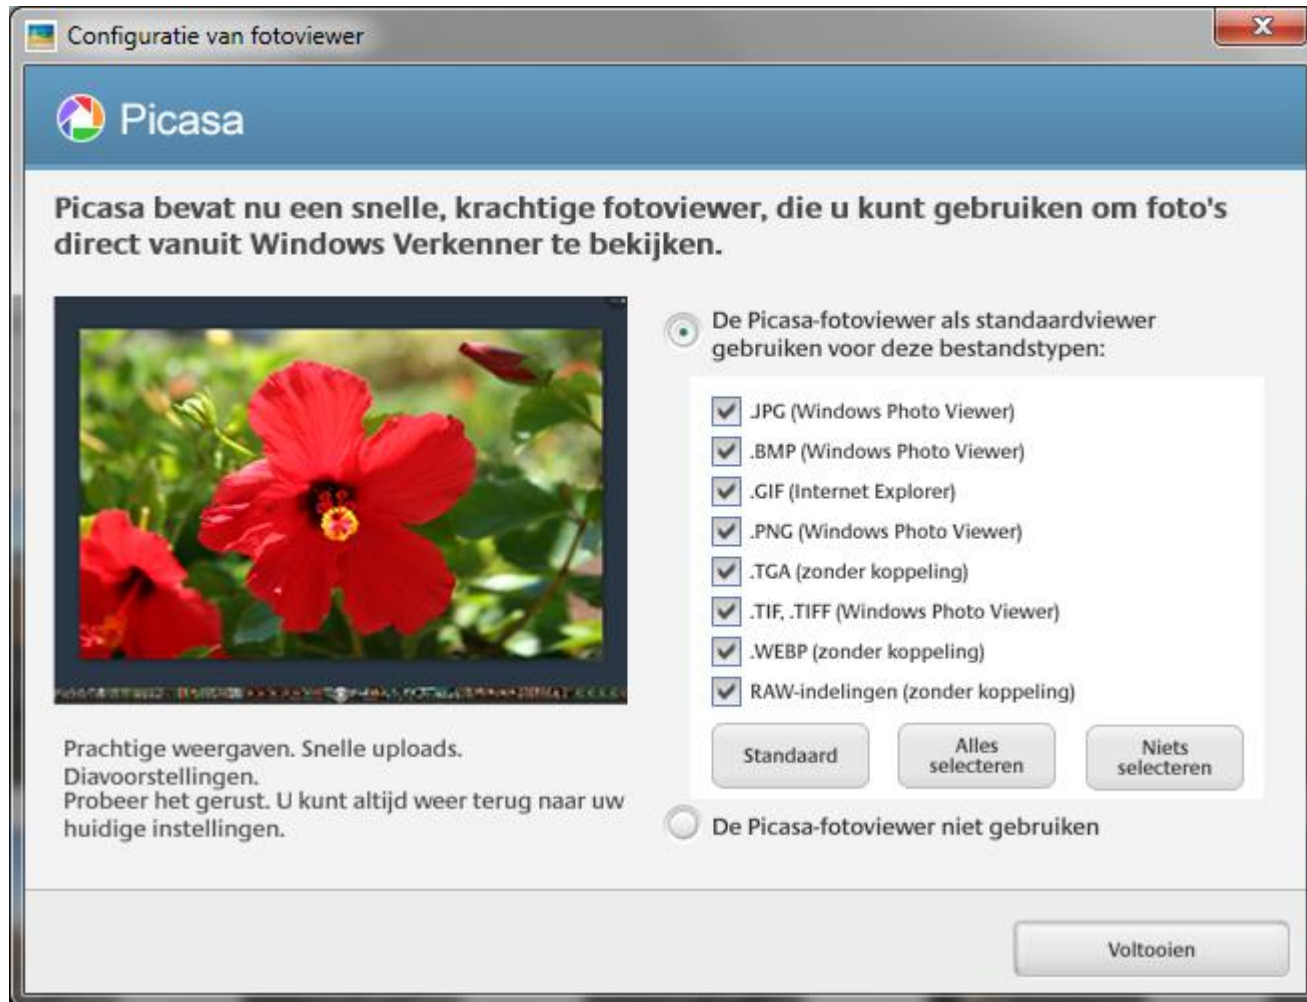 Configuratie van fotoviewer
Picasa
Picasa bevat nu een snelle, krachtige fotoviewer, die u kunt gebruiken om foto's
direct vanuit Windows Verkenner te bekijken.
De Picasa-fotoviewer als standaardviewer
gebruiken voor deze bestandstypen:
.JPG (Windows Photo Viewer)
.BMP (Windows Photo Viewer)
.GIF (Internet Explorer)
.PNG (Windows Photo Viewer)
.TGA (zonder koppeling)
.TIF, .TIFF (Windows Photo Viewer)
.WEBP (zonder koppeling)
RAW-indelingen (zonder koppeling)
Standaard
Alles
selecteren
Niets
selecteren
Prachtige weergaven. Snelle uploads.
Diavoorstellingen.
Probeer het gerust. U kunt altijd weer terug naar uw
huidige instellingen.
De Picasa-fotoviewer niet gebruiken
Voltooien